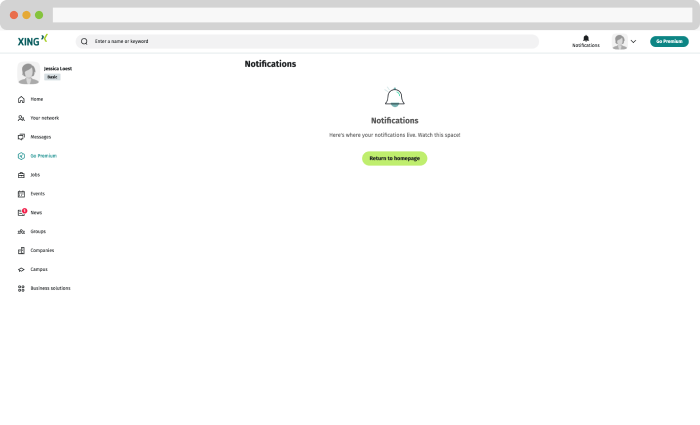 XING
Enter a name or keyword
Notifications
Go Premium
Jessica Loest
Basic
Home
Your network
Messages
Go Premium
Jobs
Events
News
Groups
Companies
Campus
Business solutions
Notifications
Notifications
Here's where your notifications live. Watch this space!
Return to homepage